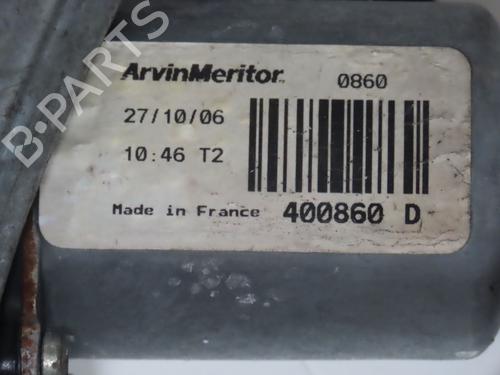 B-PARTS
ArvinMeritor 0860
27/10/06
10:46 T2
Made in France 400860 D